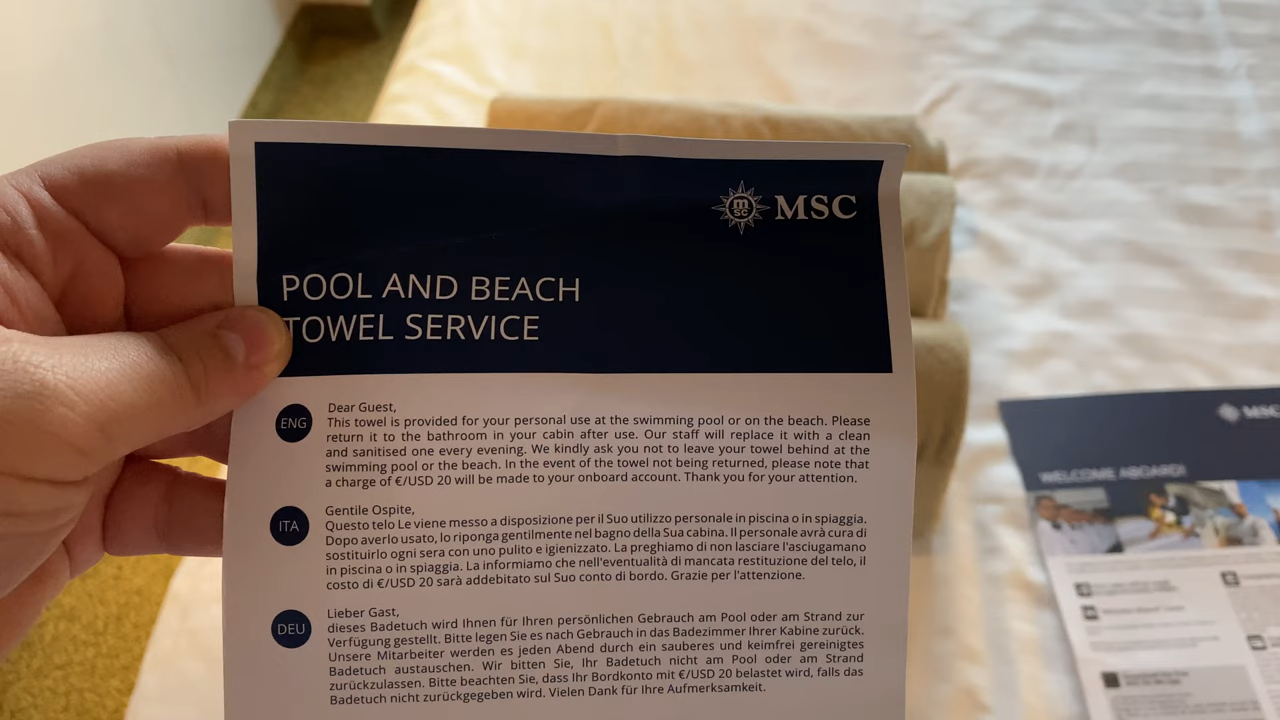 MSC
POOL AND BEACH
TOWEL SERVICE
ENG
Dear Guest,
This towel is provided for your personal use at the swimming pool or on the beach. Please
return it to the bathroom in your cabin after use. Our staff will replace it with a clean
and sanitised one every evening. We kindly ask you not to leave your towel behind at the
swimming pool or the beach. In the event of the towel not being returned, please note that
a charge of €/USD 20 will be made to your onboard account. Thank you for your attention.
ITA
Gentile Ospite,
Questo telo Le viene messo a disposizione per il Suo utilizzo personale in piscina o in spiaggia.
Dopo averlo usato, lo riponga gentilmente nel bagno della Sua cabina. Il personale avrà cura di
sostituirlo ogni sera con uno pulito e igienizzato. La preghiamo di non lasciare l'asciugamano
in piscina o in spiaggia. La informiamo che nell'eventualità di mancata restituzione del telo, il
costo di €/USD 20 sarà addebitato sul Suo conto di bordo. Grazie per l'attenzione.
DEU
Lieber Gast,
dieses Badetuch wird Ihnen für Ihren persönlichen Gebrauch am Pool oder am Strand zur
Verfügung gestellt. Bitte legen Sie es nach Gebrauch in das Badezimmer Ihrer Kabine zurück.
Unsere Mitarbeiter werden es jeden Abend durch ein sauberes und keimfrei gereinigtes
Badetuch austauschen. Wir bitten Sie, Ihr Badetuch nicht am Pool oder am Strand
zurückzulassen. Bitte beachten Sie, dass Ihr Bordkonto mit €/USD 20 belastet wird, falls das
Badetuch nicht zurückgegeben wird. Vielen Dank für Ihre Aufmerksamkeit.
MSC
WELCOME ABOARD!